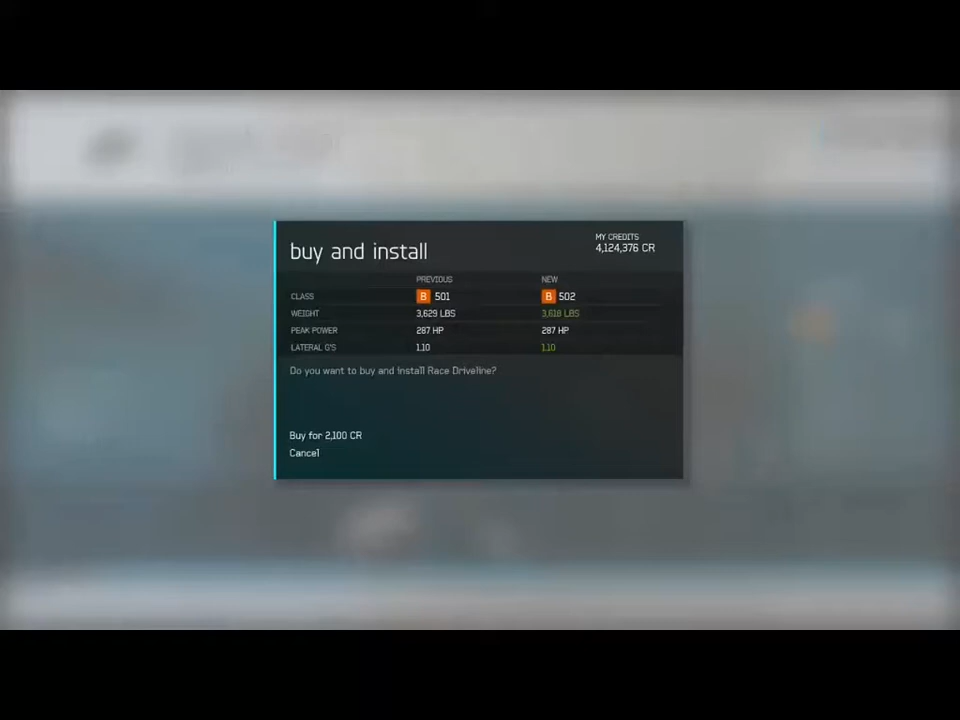 buy and install
MY CREDITS
4,124,376 CR
PREVIOUS NEW
CLASS B 501 B 502
WEIGHT 3,629 LBS 3,618 LBS
PEAK POWER 287 HP 287 HP
LATERAL G'S 1.10 1.10
Do you want to buy and install Race Driveline?
Buy for 2,100 CR
Cancel